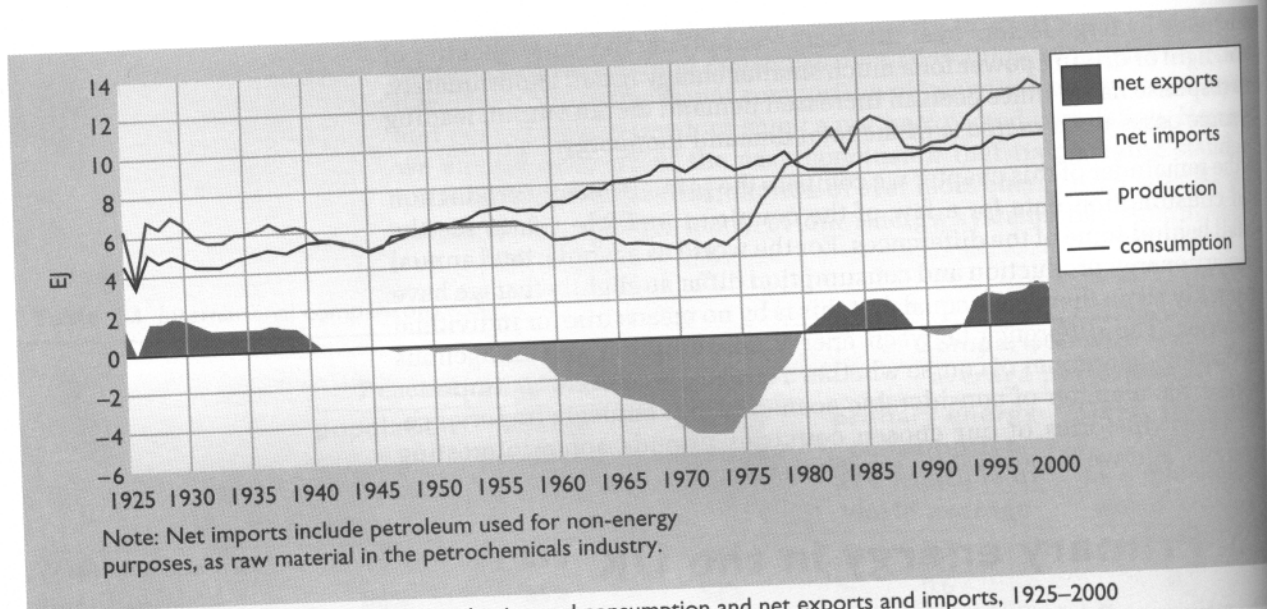 14
12
10
8
6
4
2
0
−2
−4
−6
EJ
1925 1930 1935 1940 1945 1950 1955 1960 1965 1970 1975 1980 1985 1990 1995 2000
net exports
net imports
production
consumption
Note: Net imports include petroleum used for non-energy
purposes, as raw material in the petrochemicals industry.
consumption and net exports and imports, 1925–2000